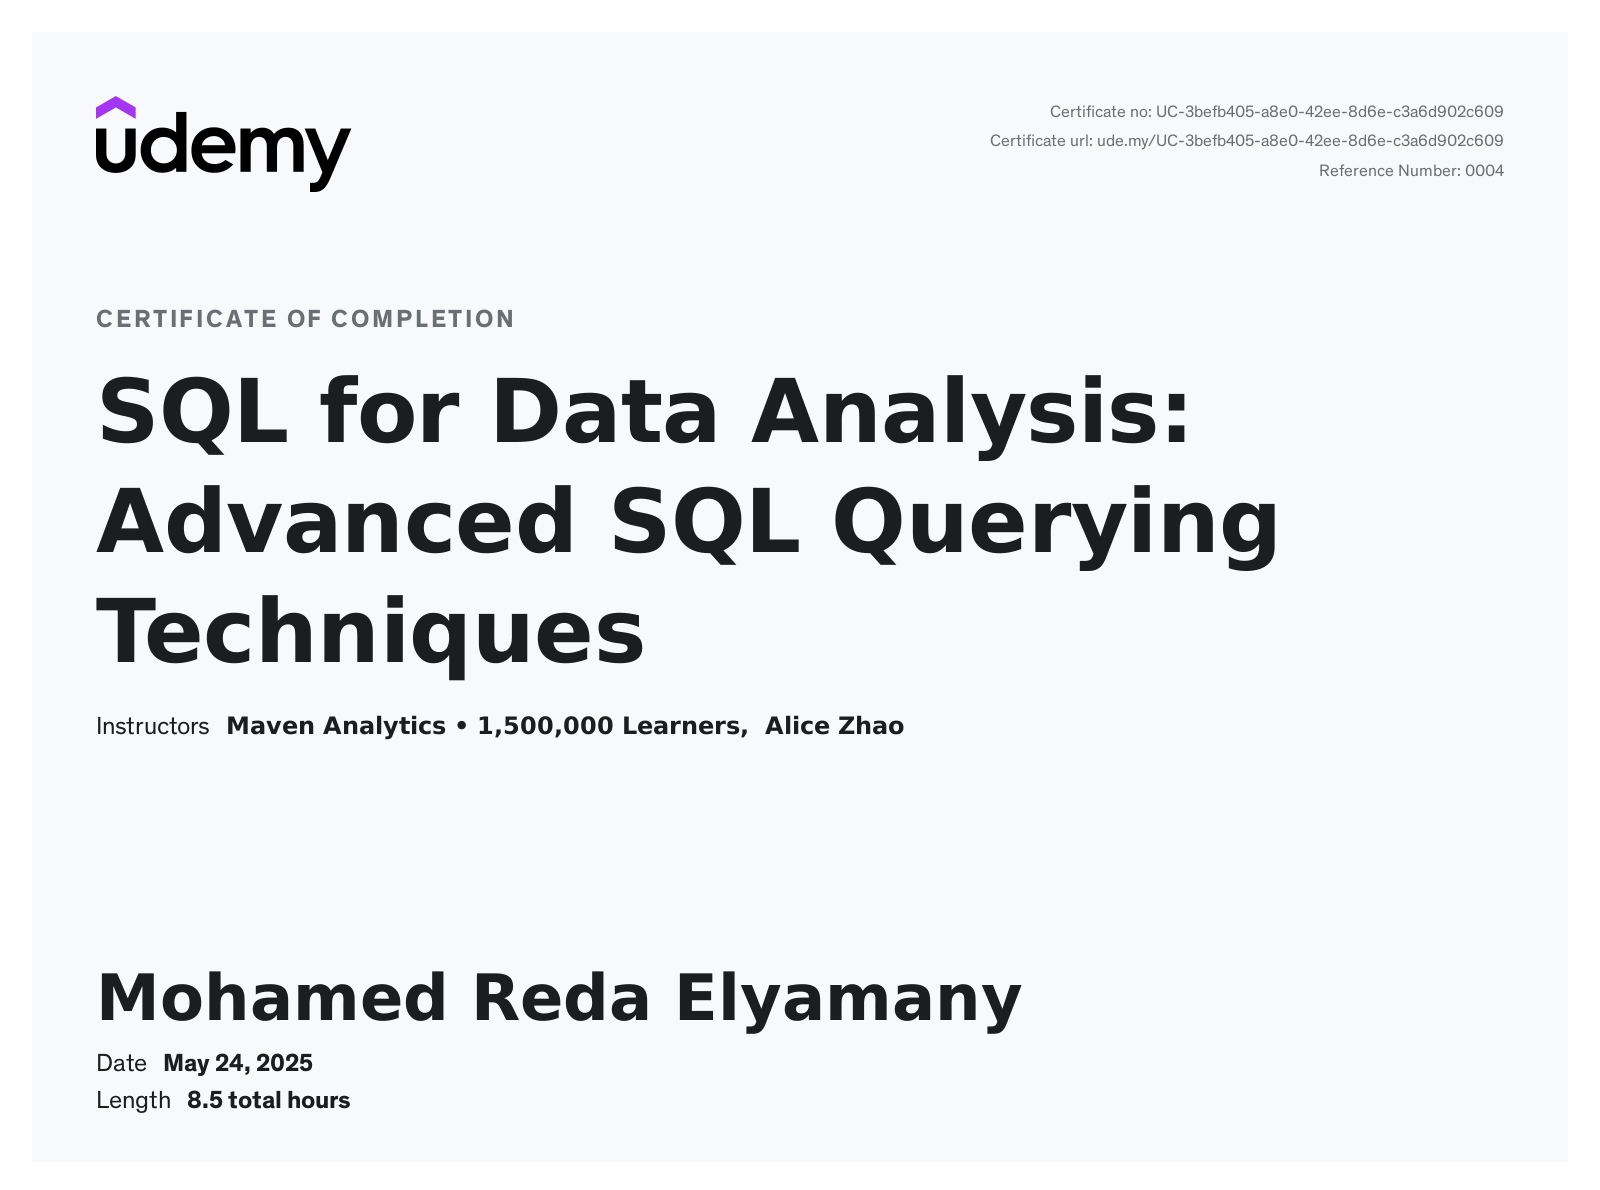 udemy
Certificate no: UC-3befb405-a8e0-42ee-8d6e-c3a6d902c609
Certificate url: ude.my/UC-3befb405-a8e0-42ee-8d6e-c3a6d902c609
Reference Number: 0004
CERTIFICATE OF COMPLETION
SQL for Data Analysis:
Advanced SQL Querying
Techniques
Instructors Maven Analytics • 1,500,000 Learners, Alice Zhao
Mohamed Reda Elyamany
Date May 24, 2025
Length 8.5 total hours